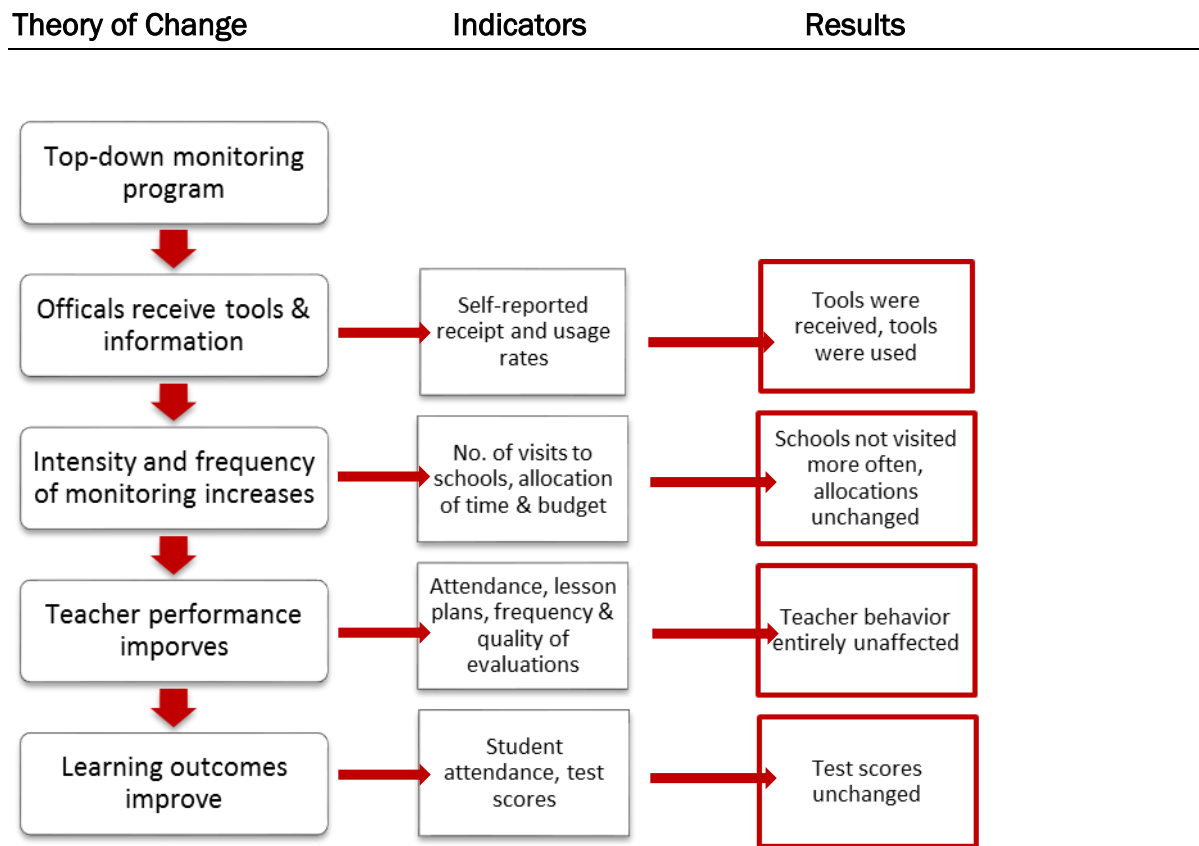 Theory of Change
Indicators
Results
Top-down monitoring
program
Officals receive tools &
information
Self-reported
receipt and usage
rates
Tools were
received, tools
were used
Intensity and frequency
of monitoring increases
No. of visits to
schools, allocation
of time & budget
Schools not visited
more often,
allocations
unchanged
Teacher performance
imporves
Attendance, lesson
plans, frequency &
quality of
evaluations
Teacher behavior
entirely unaffected
Learning outcomes
improve
Student
attendance, test
scores
Test scores
unchanged